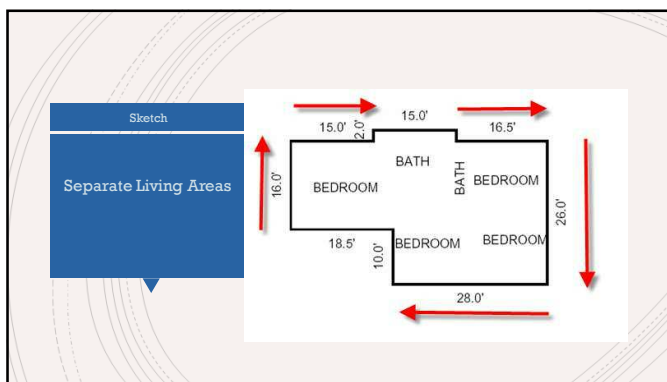 Sketch
Separate Living Areas
15.0'
15.0' 2.0' 16.5'
BATH
16.0' BEDROOM BATH BEDROOM
26.0'
18.5' 10.0' BEDROOM BEDROOM
28.0'